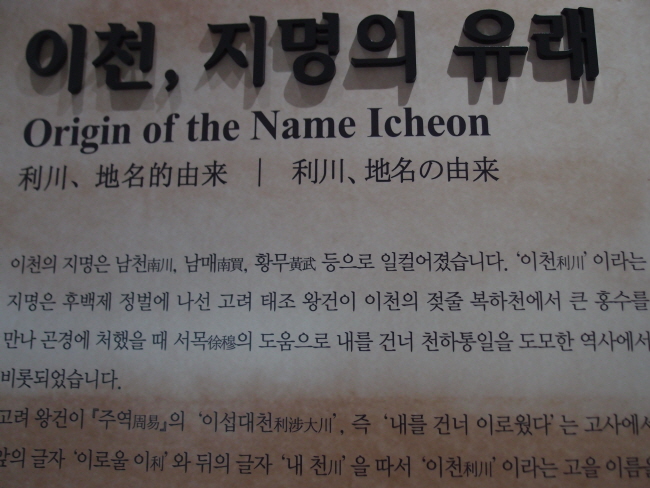 이천, 지명의 유래
Origin of the Name Icheon
利川、地名的由来 | 利川、地名の由来
이천의 지명은 남천南川, 남매南買, 황무黃武 등으로 일컬어졌습니다. '이천利川' 이라는
지명은 후백제 정벌에 나선 고려 태조 왕건이 이천의 젖줄 복하천에서 큰 홍수를
만나 곤경에 처했을 때 서목徐穆의 도움으로 내를 건너 천하통일을 도모한 역사에서
비롯되었습니다.
고려 왕건이 『주역周易』의 '이섭대천利涉大川', 즉 '내를 건너 이로웠다' 는 고사에서
앞의 글자 '이로울 이利' 와 뒤의 글자 '내 천川' 을 따서 '이천利川' 이라는 고을 이름을